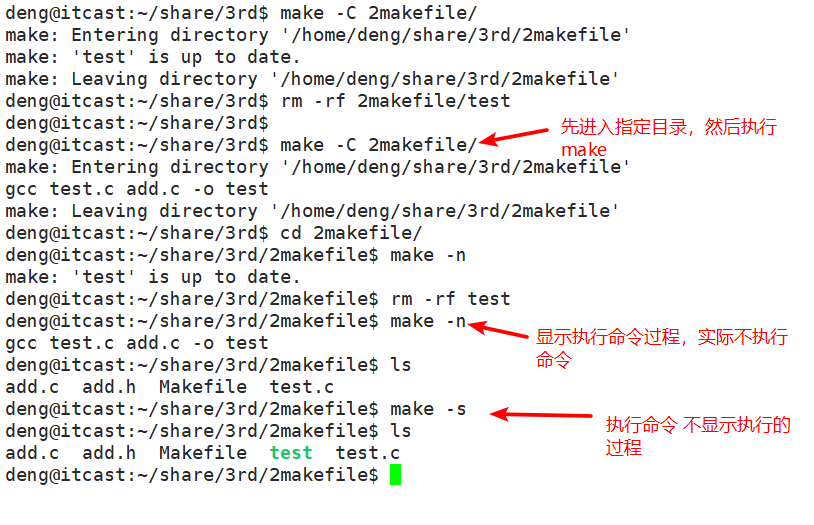 deng@itcast:~/share/3rd$ make -C 2makefile/
make: Entering directory '/home/deng/share/3rd/2makefile'
make: 'test' is up to date.
make: Leaving directory '/home/deng/share/3rd/2makefile'
deng@itcast:~/share/3rd$ rm -rf 2makefile/test
deng@itcast:~/share/3rd$
deng@itcast:~/share/3rd$ make -C 2makefile/
先进入指定目录，然后执行
make
make: Entering directory '/home/deng/share/3rd/2makefile'
gcc test.c add.c -o test
make: Leaving directory '/home/deng/share/3rd/2makefile'
deng@itcast:~/share/3rd$ cd 2makefile/
deng@itcast:~/share/3rd/2makefile$ make -n
make: 'test' is up to date.
deng@itcast:~/share/3rd/2makefile$ rm -rf test
deng@itcast:~/share/3rd/2makefile$ make -n
显示执行命令过程，实际不执行
命令
gcc test.c add.c -o test
deng@itcast:~/share/3rd/2makefile$ ls
add.c  add.h  Makefile  test.c
deng@itcast:~/share/3rd/2makefile$ make -s
执行命令 不显示执行的
过程
deng@itcast:~/share/3rd/2makefile$ ls
add.c  add.h  Makefile  test  test.c
deng@itcast:~/share/3rd/2makefile$